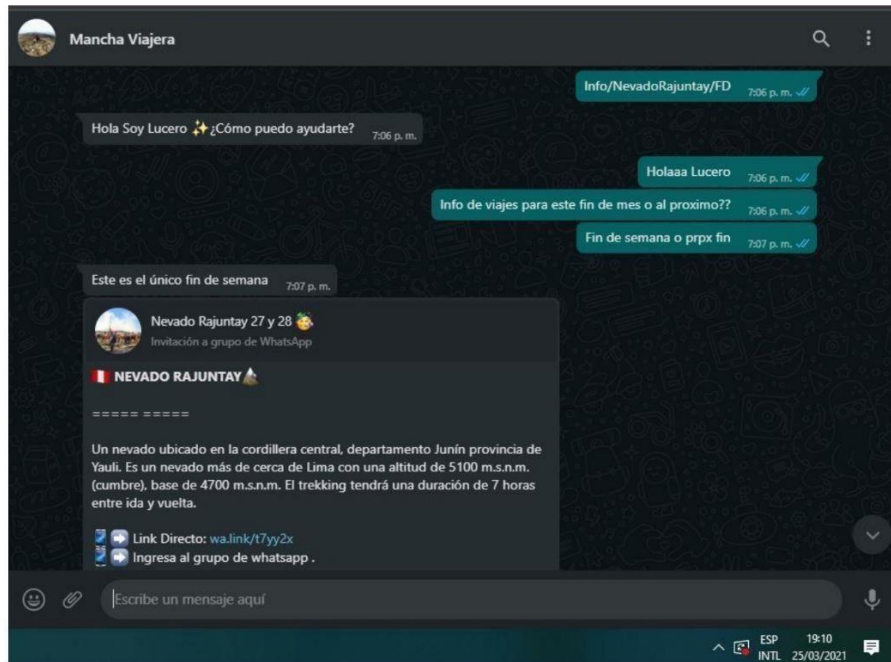 Mancha Viajera
Info/NevadoRajuntay/FD 7:06 p. m.
Hola Soy Lucero ✨¿Cómo puedo ayudarte? 7:06 p. m.
Holaaa Lucero 7:06 p. m.
Info de viajes para este fin de mes o al proximo?? 7:06 p. m.
Fin de semana o prpx fin 7:07 p. m.
Este es el único fin de semana 7:07 p. m.
Nevado Rajuntay 27 y 28
Invitación a grupo de WhatsApp
🇵🇪 NEVADO RAJUNTAY🏔
===== =====
Un nevado ubicado en la cordillera central, departamento Junín provincia de
Yauli. Es un nevado más de cerca de Lima con una altitud de 5100 m.s.n.m.
(cumbre), base de 4700 m.s.n.m. El trekking tendrá una duración de 7 horas
entre ida y vuelta.
📲➡ Link Directo: wa.link/t7yy2x
📲➡ Ingresa al grupo de whatsapp .
Escribe un mensaje aquí
ESP 19:10
INTL 25/03/2021